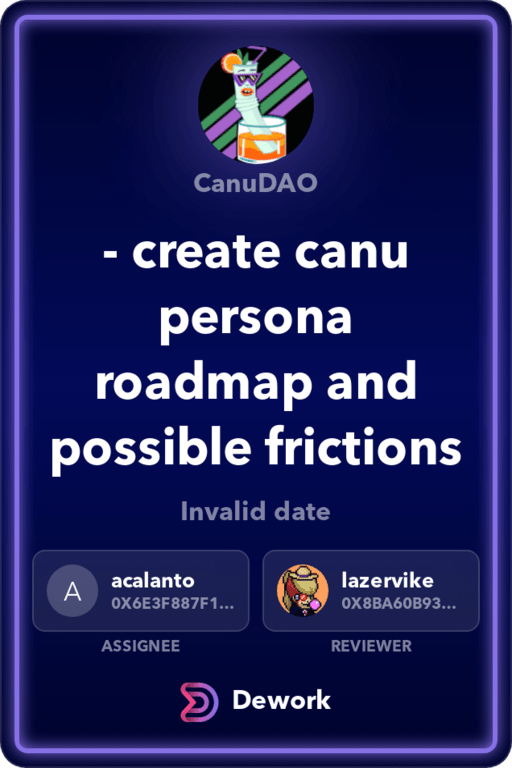 CanuDAO
- create canu
persona
roadmap and
possible frictions
Invalid date
A
acalanto
0X6E3F887F1...
lazervike
0X8BA60B93...
ASSIGNEE
REVIEWER
Dework